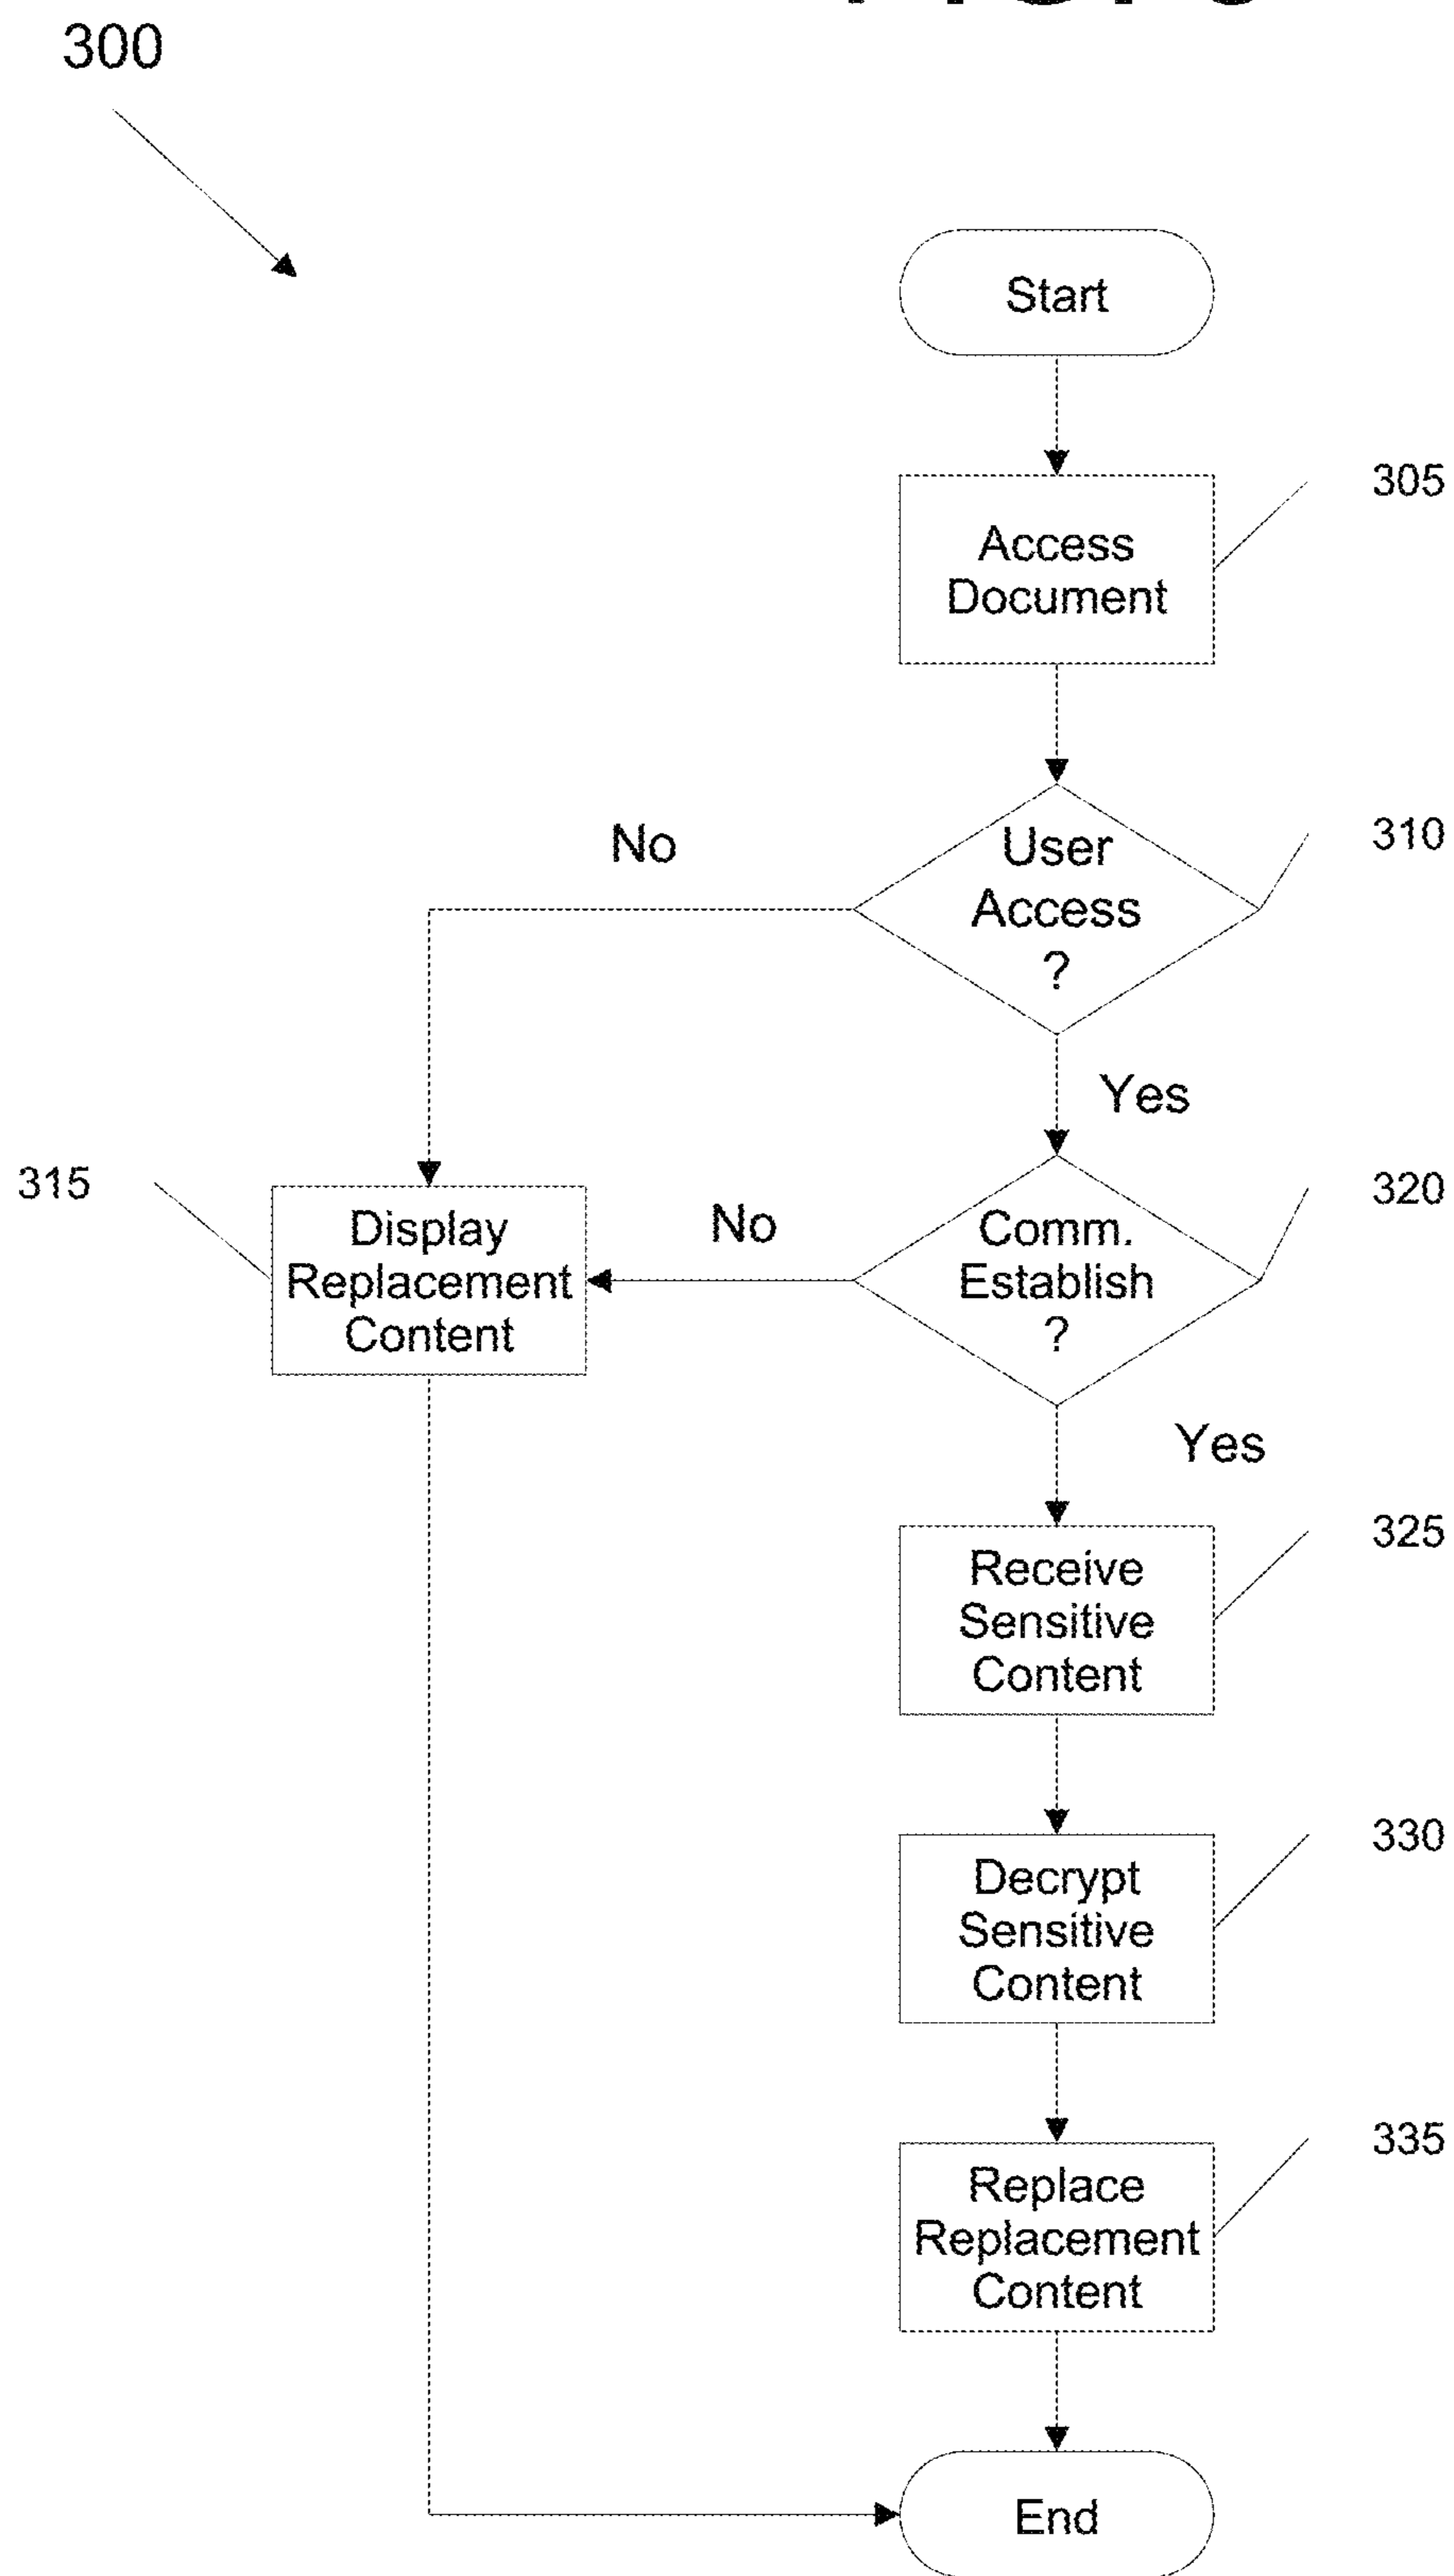 300
Start
305
Access
Document
No
User
Access
?
310
Yes
315
Display
Replacement
Content
No
Comm.
Establish
?
320
Yes
Receive
Sensitive
Content
325
Decrypt
Sensitive
Content
330
Replace
Replacement
Content
335
End